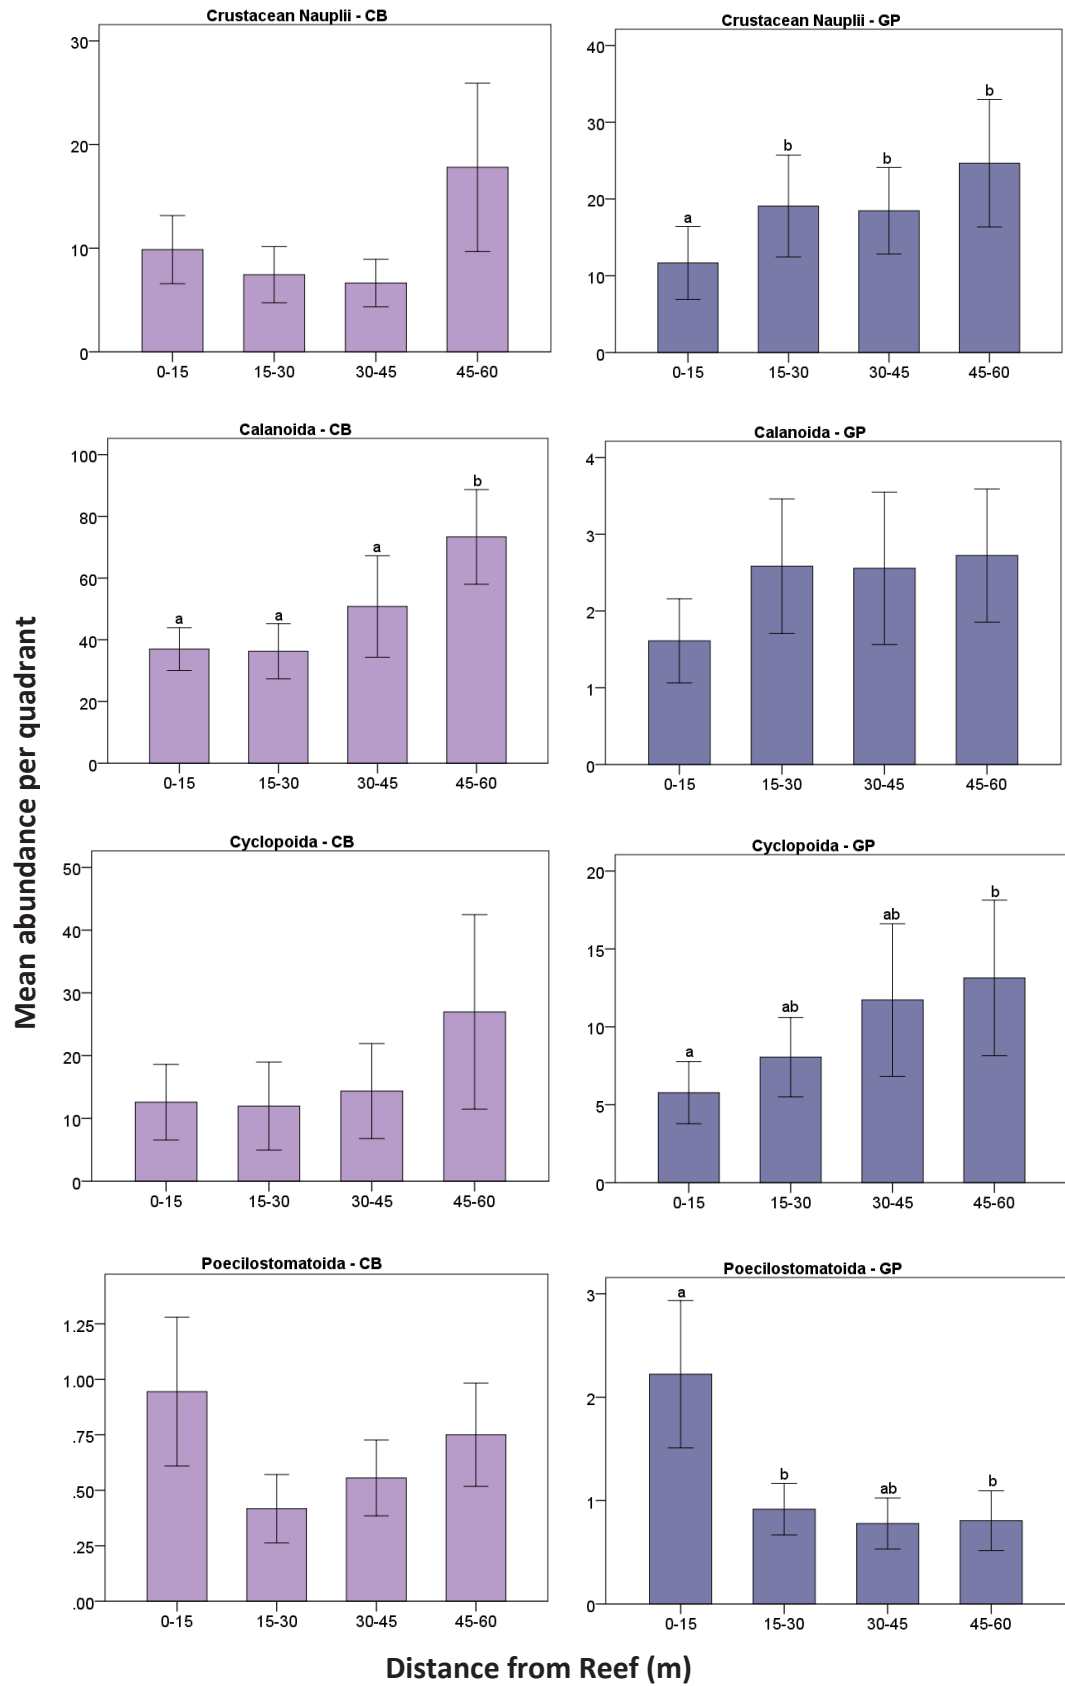 Crustacean Nauplii - CB
30
20
10
0
0-15 15-30 30-45 45-60
Crustacean Nauplii - GP
40
30
20
10
0
a b b b
0-15 15-30 30-45 45-60
Calanoida - CB
100
80
60
40
20
0
a a a b
0-15 15-30 30-45 45-60
Calanoida - GP
4
3
2
1
0
0-15 15-30 30-45 45-60
Cyclopoida - CB
50
40
30
20
10
0
0-15 15-30 30-45 45-60
Cyclopoida - GP
20
15
10
5
0
a ab ab b
0-15 15-30 30-45 45-60
Poecilostomatoida - CB
1.25
1.00
.75
.50
.25
.00
0-15 15-30 30-45 45-60
Poecilostomatoida - GP
3
2
1
0
a b ab b
0-15 15-30 30-45 45-60
Mean abundance per quadrant
Distance from Reef (m)